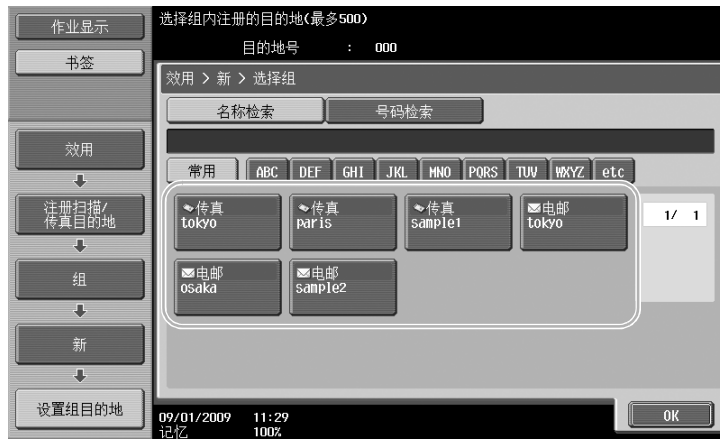 作业显示
书签
效用
注册扫描/
传真目的地
组
新
设置组目的地
选择组内注册的目的地(最多500)
目的地号 : 000
效用 > 新 > 选择组
名称检索 号码检索
常用 ABC DEF GHI JKL MNO PQRS TUV WXYZ etc
传真 传真 传真 电邮
tokyo paris sample1 tokyo
1/ 1
电邮 电邮
osaka sample2
09/01/2009 11:29
记忆 100%
OK